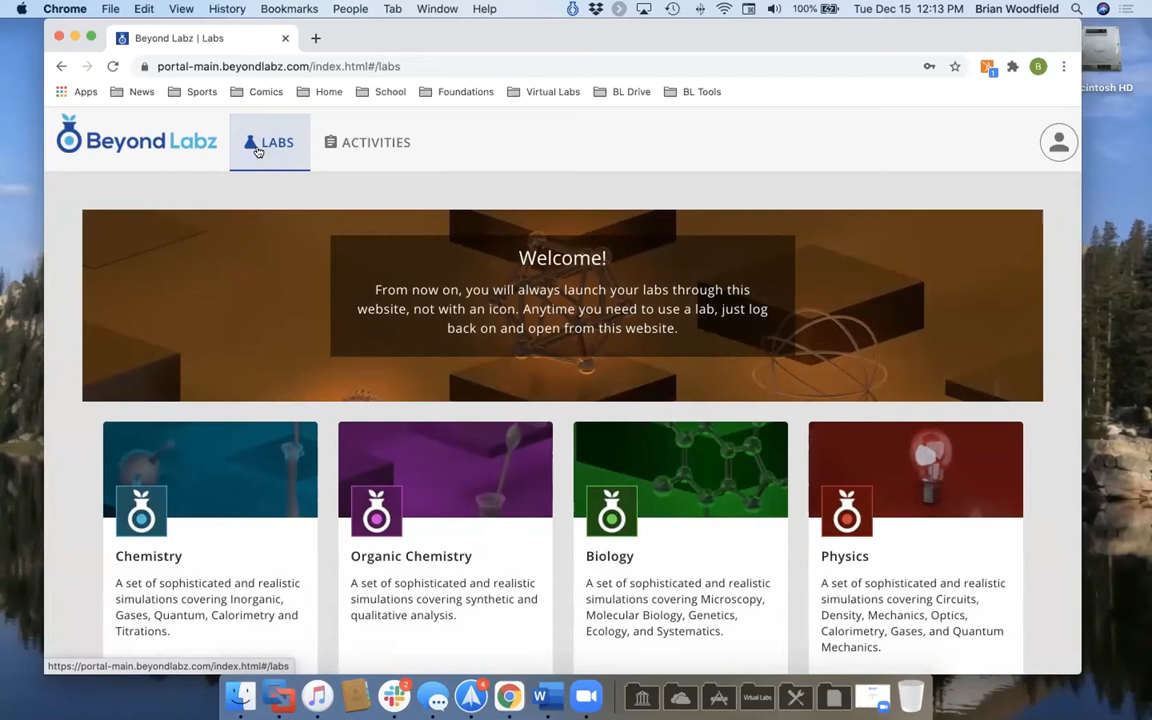 Chrome File Edit View History Bookmarks People Tab Window Help 100% Tue Dec 15 12:13 PM Brian Woodfield
Beyond Labz | Labs
portal-main.beyondlabz.com/index.html#/labs 1 B
Apps News Sports Comics Home School Foundations Virtual Labs BL Drive BL Tools
cintosh HD
Beyond Labz LABS ACTIVITIES
Welcome!
From now on, you will always launch your labs through this
website, not with an icon. Anytime you need to use a lab, just log
back on and open from this website.
Chemistry
A set of sophisticated and realistic
simulations covering Inorganic,
Gases, Quantum, Calorimetry and
Titrations.
Organic Chemistry
A set of sophisticated and realistic
simulations covering synthetic and
qualitative analysis.
Biology
A set of sophisticated and realistic
simulations covering Microscopy,
Molecular Biology, Genetics,
Ecology, and Systematics.
Physics
A set of sophisticated and realistic
simulations covering Circuits,
Density, Mechanics, Optics,
Calorimetry, Gases, and Quantum
Mechanics.
https://portal-main.beyondlabz.com/index.html#/labs
2 4 W Virtual Labs